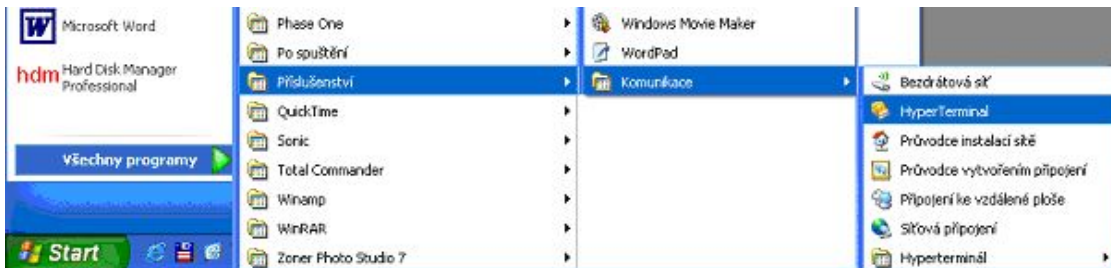 W
Microsoft Word
hdm
Hard Disk Manager
Professional
Všechny programy
Start
Phase One
Po spuštění
Příslušenství
QuickTime
Sonic
Total Commander
Winamp
WinRAR
Zoner Photo Studio 7
Windows Movie Maker
WordPad
Komunikace
Bezdrátová síť
HyperTerminal
Průvodce instalací sítě
Průvodce vytvořením připojení
Připojení ke vzdálené ploše
Síťová připojení
Hyperterminál